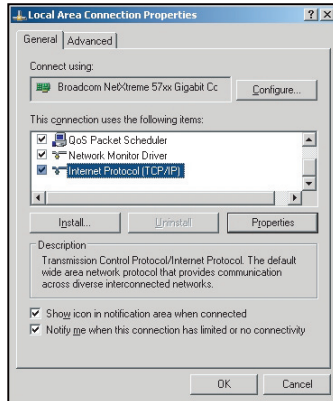 Local Area Connection Properties
General Advanced
Connect using:
Broadcom NetXtreme 57xx Gigabit Cc
Configure...
This connection uses the following items:
QoS Packet Scheduler
Network Monitor Driver
Internet Protocol (TCP/IP)
Install... Uninstall Properties
Description
Transmission Control Protocol/Internet Protocol. The default
wide area network protocol that provides communication
across diverse interconnected networks.
Show icon in notification area when connected
Notify me when this connection has limited or no connectivity
OK Cancel